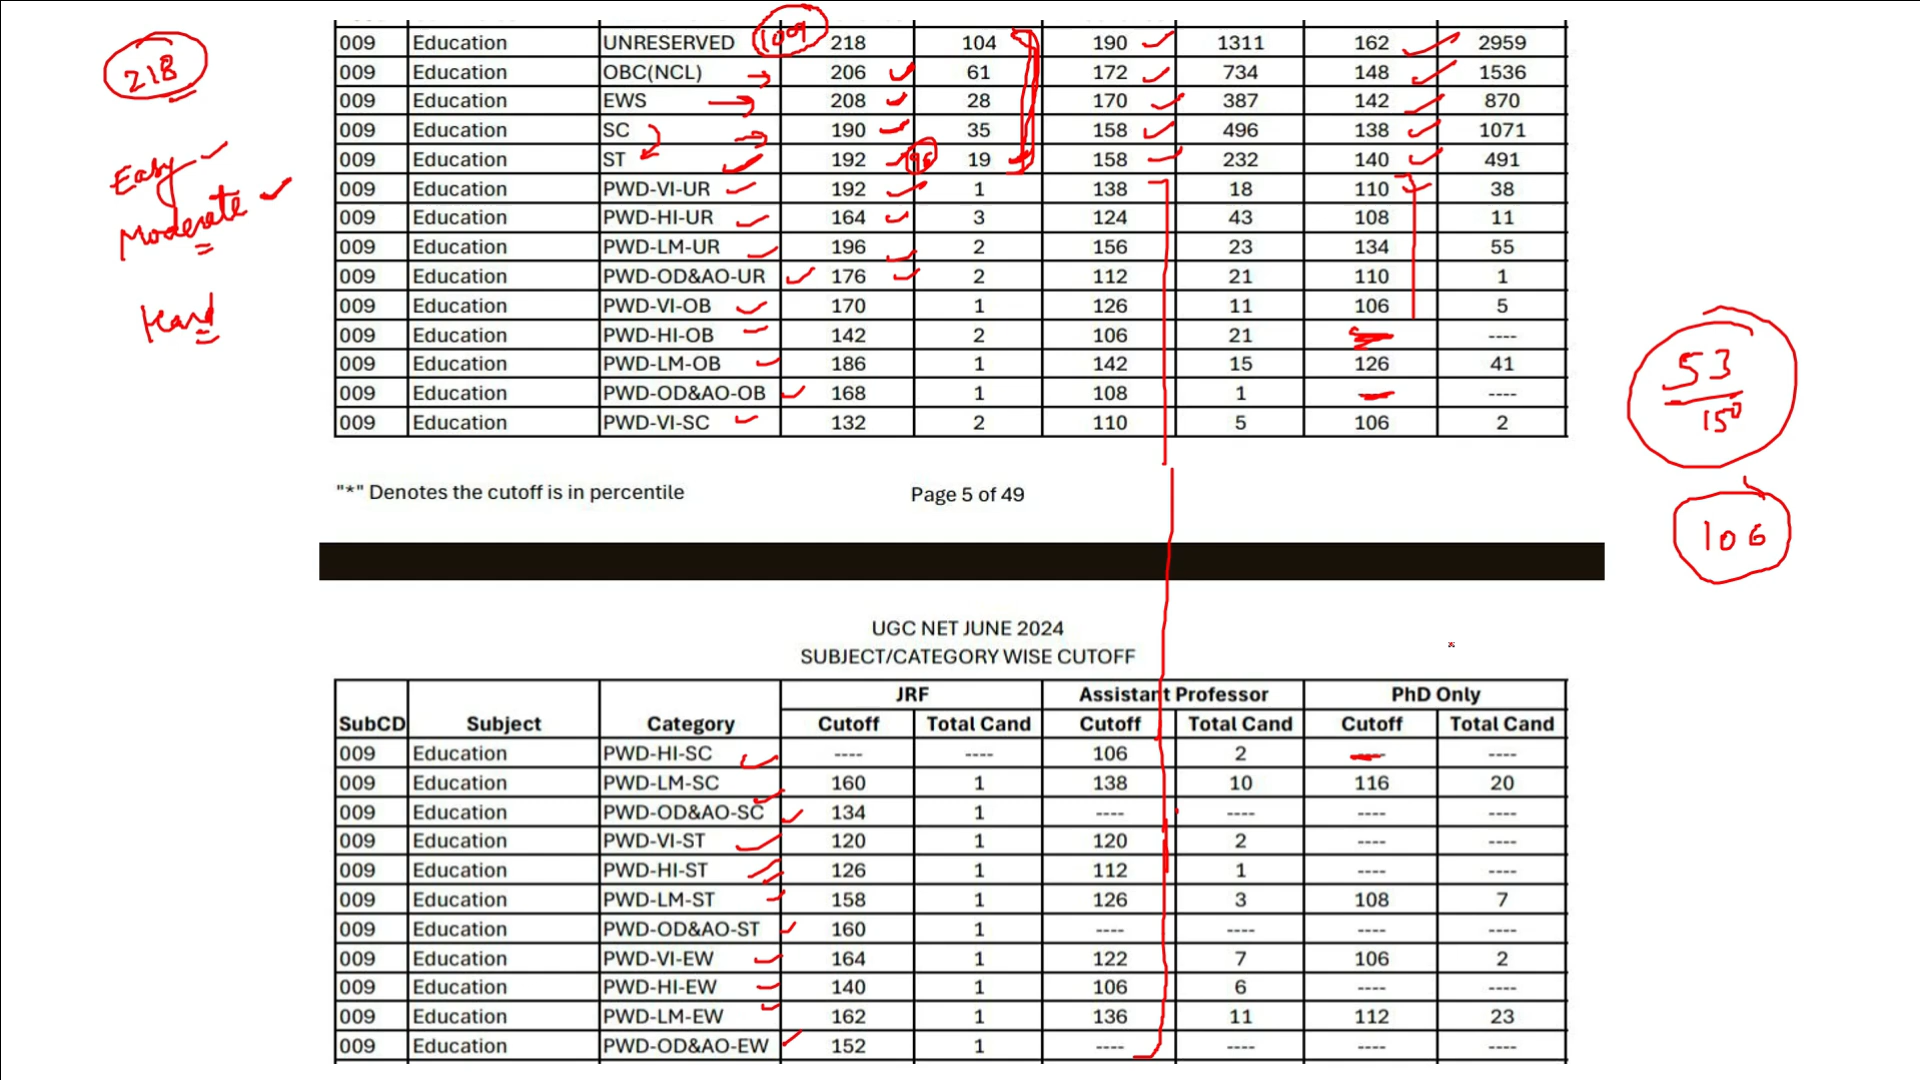 218
Easy
Moderate
Hard
109
96
009 Education UNRESERVED 218 104 190 1311 162 2959
009 Education OBC(NCL) 206 61 172 734 148 1536
009 Education EWS 208 28 170 387 142 870
009 Education SC 190 35 158 496 138 1071
009 Education ST 192 19 158 232 140 491
009 Education PWD-VI-UR 192 1 138 18 110 38
009 Education PWD-HI-UR 164 3 124 43 108 11
009 Education PWD-LM-UR 196 2 156 23 134 55
009 Education PWD-OD&AO-UR 176 2 112 21 110 1
009 Education PWD-VI-OB 170 1 126 11 106 5
009 Education PWD-HI-OB 142 2 106 21 ----
009 Education PWD-LM-OB 186 1 142 15 126 41
009 Education PWD-OD&AO-OB 168 1 108 1 ----
009 Education PWD-VI-SC 132 2 110 5 106 2
53
150
106
"*" Denotes the cutoff is in percentile Page 5 of 49
UGC NET JUNE 2024
SUBJECT/CATEGORY WISE CUTOFF
JRF Assistant Professor PhD Only
SubCD Subject Category Cutoff Total Cand Cutoff Total Cand Cutoff Total Cand
009 Education PWD-HI-SC ---- ---- 106 2 ---- ----
009 Education PWD-LM-SC 160 1 138 10 116 20
009 Education PWD-OD&AO-SC 134 1 ---- ---- ---- ----
009 Education PWD-VI-ST 120 1 120 2 ---- ----
009 Education PWD-HI-ST 126 1 112 1 ---- ----
009 Education PWD-LM-ST 158 1 126 3 108 7
009 Education PWD-OD&AO-ST 160 1 ---- ---- ---- ----
009 Education PWD-VI-EW 164 1 122 7 106 2
009 Education PWD-HI-EW 140 1 106 6 ---- ----
009 Education PWD-LM-EW 162 1 136 11 112 23
009 Education PWD-OD&AO-EW 152 1 ---- ---- ---- ----